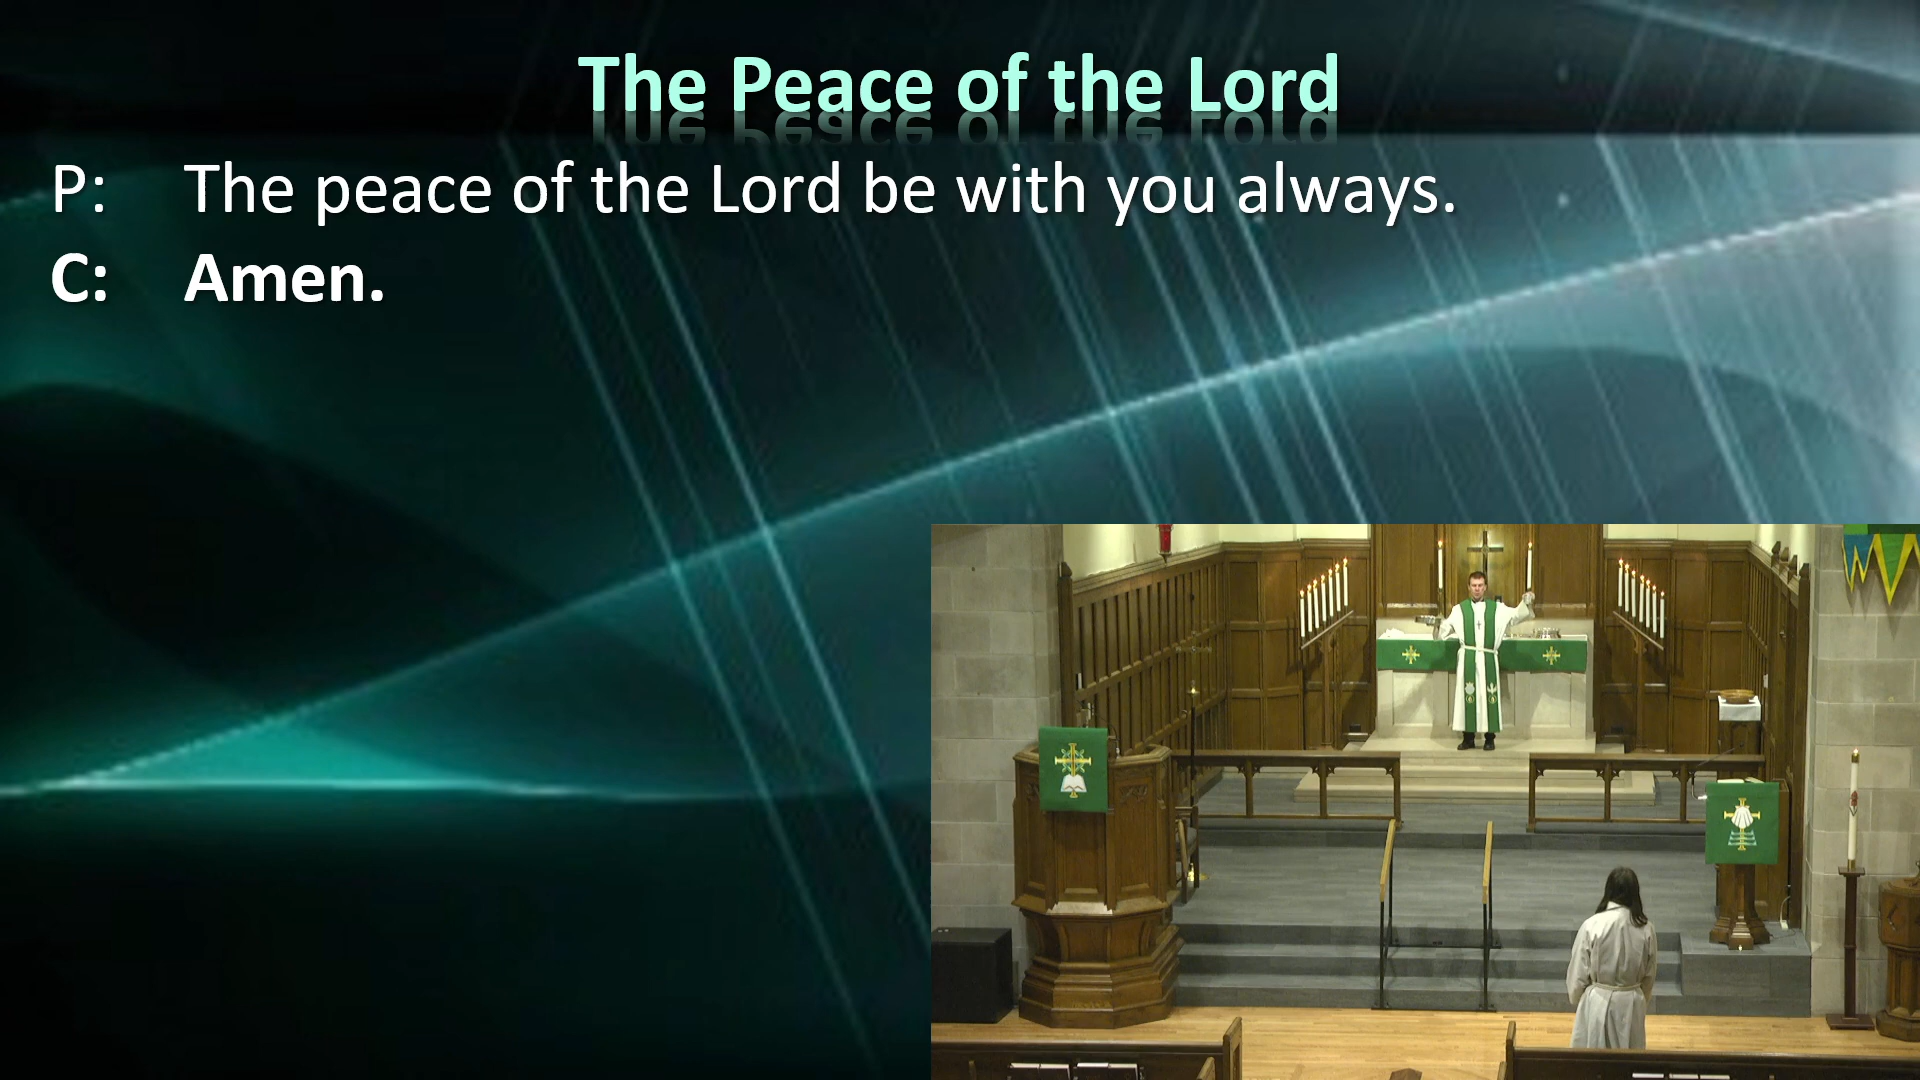 The Peace of the Lord
P: The peace of the Lord be with you always.
C: Amen.